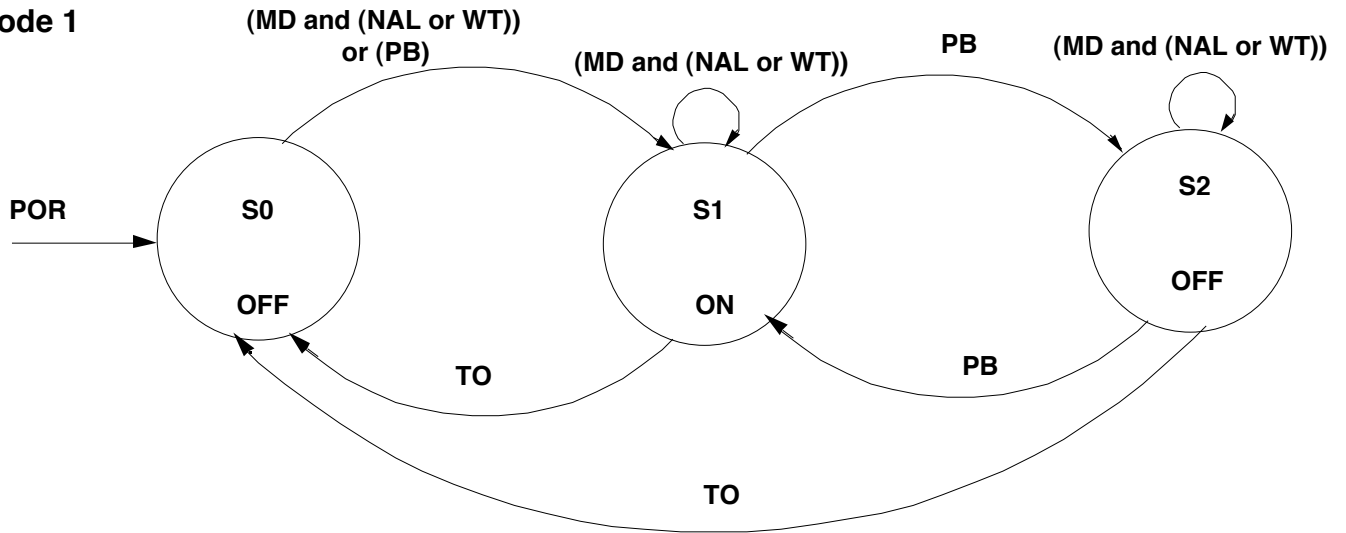 ode 1
(MD and (NAL or WT))
or (PB)
(MD and (NAL or WT))
PB
(MD and (NAL or WT))
POR
S0
OFF
S1
ON
S2
OFF
TO
PB
TO